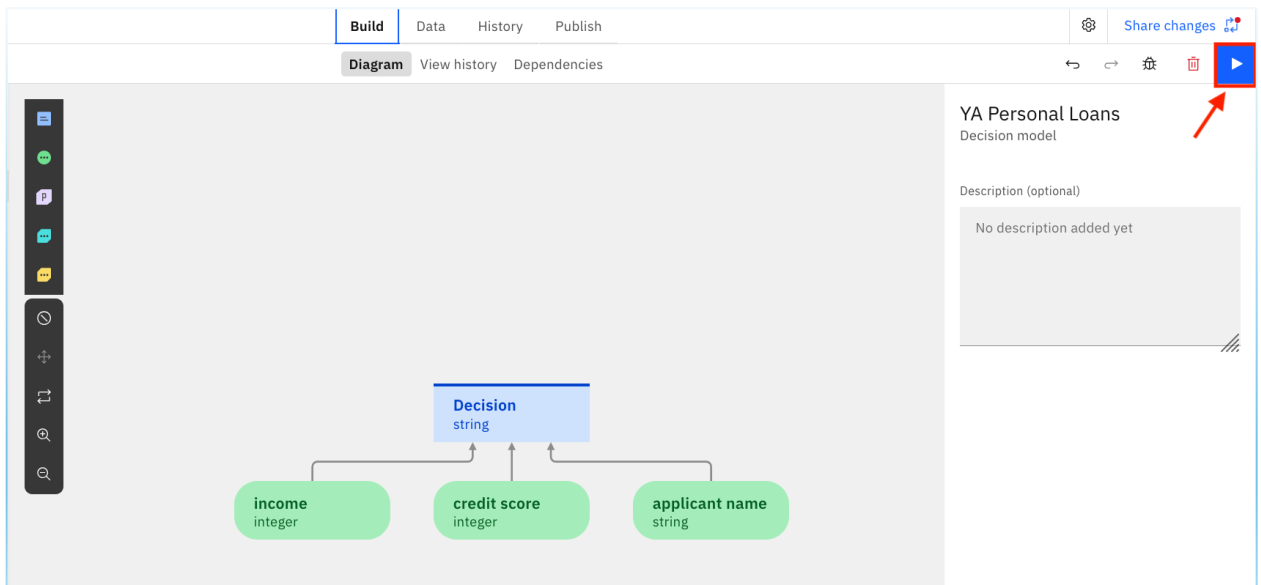 Build
Data
History
Publish
Share changes
Diagram
View history
Dependencies
YA Personal Loans
Decision model
Description (optional)
No description added yet
P
Decision
string
income
integer
credit score
integer
applicant name
string